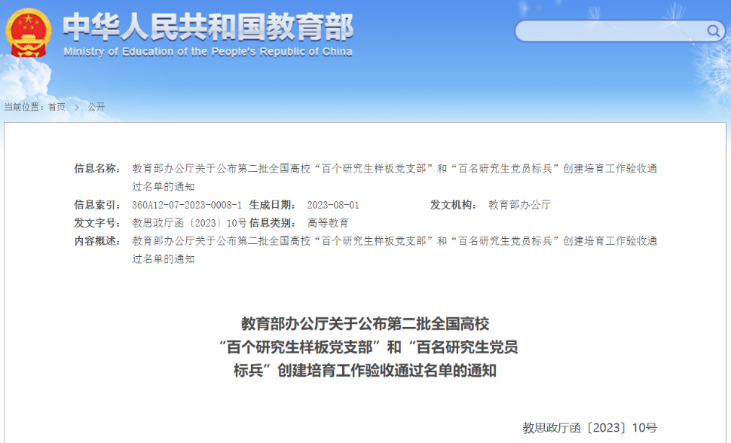 中华人民共和国教育部
Ministry of Education of the People's Republic of China
当前位置：首页 > 公开
信息名称： 教育部办公厅关于公布第二批全国高校“百个研究生样板党支部”和“百名研究生党员标兵”创建培育工作验收通
过名单的通知
信息索引： 360A12-07-2023-0008-1 生成日期： 2023-08-01 发文机构： 教育部办公厅
发文字号： 教思政厅函〔2023〕10号 信息类别： 高等教育
内容概述： 教育部办公厅关于公布第二批全国高校“百个研究生样板党支部”和“百名研究生党员标兵”创建培育工作验收通
过名单的通知
教育部办公厅关于公布第二批全国高校
“百个研究生样板党支部”和“百名研究生党员
标兵”创建培育工作验收通过名单的通知
教思政厅函〔2023〕10号